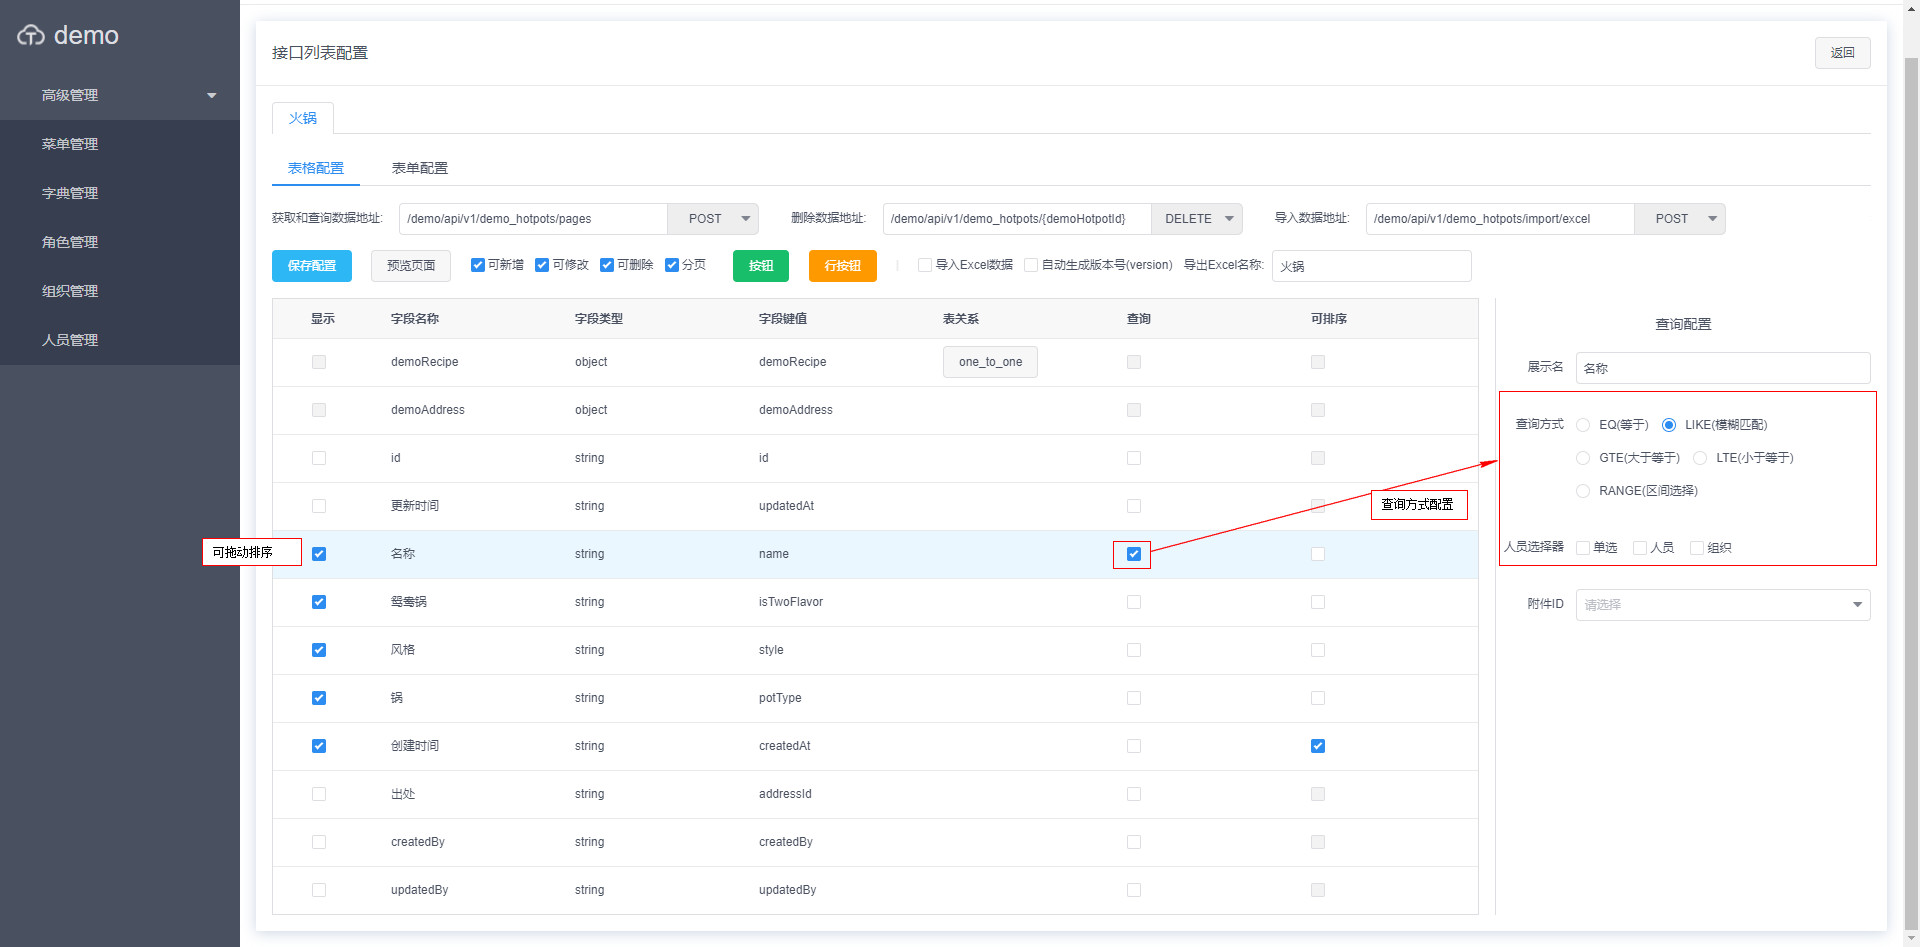 demo
高级管理
菜单管理
字典管理
角色管理
组织管理
人员管理
接口列表配置
返回
火锅
表格配置 表单配置
获取和查询数据地址: /demo/api/v1/demo_hotpots/pages POST 删除数据地址: /demo/api/v1/demo_hotpots/{demoHotpotId} DELETE 导入数据地址: /demo/api/v1/demo_hotpots/import/excel POST
保存配置 预览页面 可新增 可修改 可删除 分页 按钮 行按钮 导入Excel数据 自动生成版本号(version) 导出Excel名称: 火锅
显示 字段名称 字段类型 字段键值 表关系 查询 可排序
demoRecipe object demoRecipe one_to_one
demoAddress object demoAddress
id string id
更新时间 string updatedAt
可拖动排序 名称 string name
鸳鸯锅 string isTwoFlavor
风格 string style
锅 string potType
创建时间 string createdAt
出处 string addressId
createdBy string createdBy
updatedBy string updatedBy
查询方式配置
查询配置
展示名 名称
查询方式 EQ(等于) LIKE(模糊匹配)
GTE(大于等于) LTE(小于等于)
RANGE(区间选择)
人员选择器 单选 人员 组织
附件ID 请选择